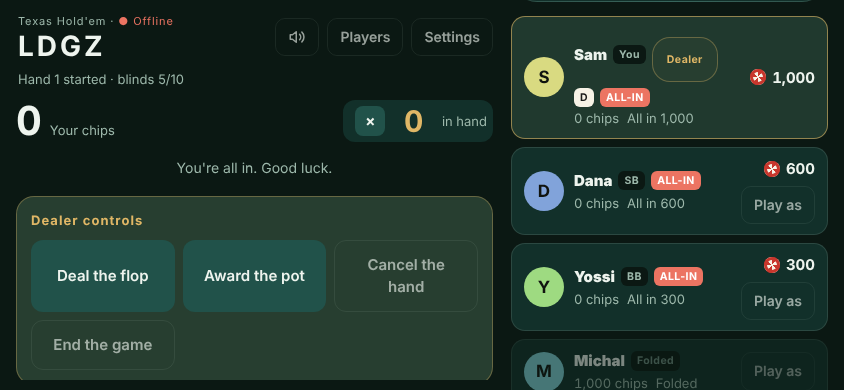 Texas Hold'em · Offline
LDGZ
Players
Settings
Hand 1 started · blinds 5/10
0 Your chips
× 0 in hand
You're all in. Good luck.
Dealer controls
Deal the flop
Award the pot
Cancel the
hand
End the game
S
Sam You Dealer
D ALL-IN
1,000
0 chips All in 1,000
D
Dana SB ALL-IN
600
0 chips All in 600
Play as
Y
Yossi BB ALL-IN
300
0 chips All in 300
Play as
M
Michal Folded
1,000 chips Folded
Play as